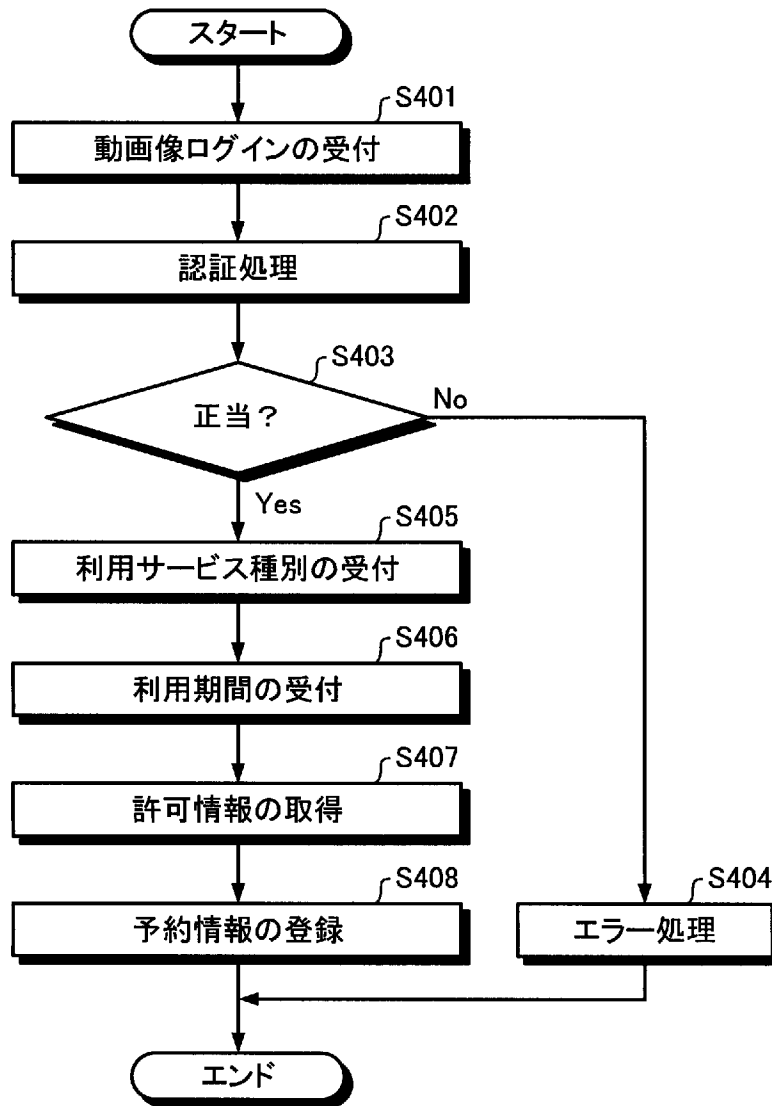 スタート
S401
動画像ログインの受付
S402
認証処理
S403
正当？
No
Yes
S405
利用サービス種別の受付
S406
利用期間の受付
S407
許可情報の取得
S408
予約情報の登録
S404
エラー処理
エンド